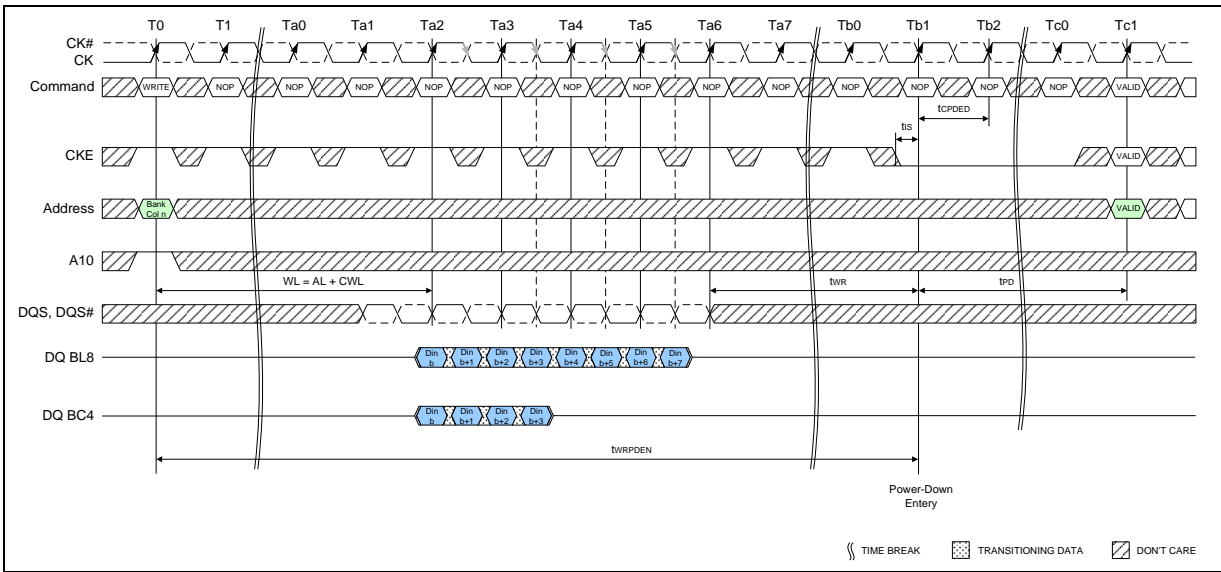 T0 T1 Ta0 Ta1 Ta2 Ta3 Ta4 Ta5 Ta6 Ta7 Tb0 Tb1 Tb2 Tc0 Tc1
CK#
CK
Command WRITE NOP NOP NOP NOP NOP NOP NOP NOP NOP NOP NOP NOP NOP VALID
tCPDED
tIS
CKE VALID
Address Bank Col n VALID
A10
WL = AL + CWL tWR tPD
DQS, DQS#
DQ BL8 Din b Din b+1 Din b+2 Din b+3 Din b+4 Din b+5 Din b+6 Din b+7
DQ BC4 Din b Din b+1 Din b+2 Din b+3
tWRPDEN
Power-Down
Entery
TIME BREAK TRANSITIONING DATA DON'T CARE